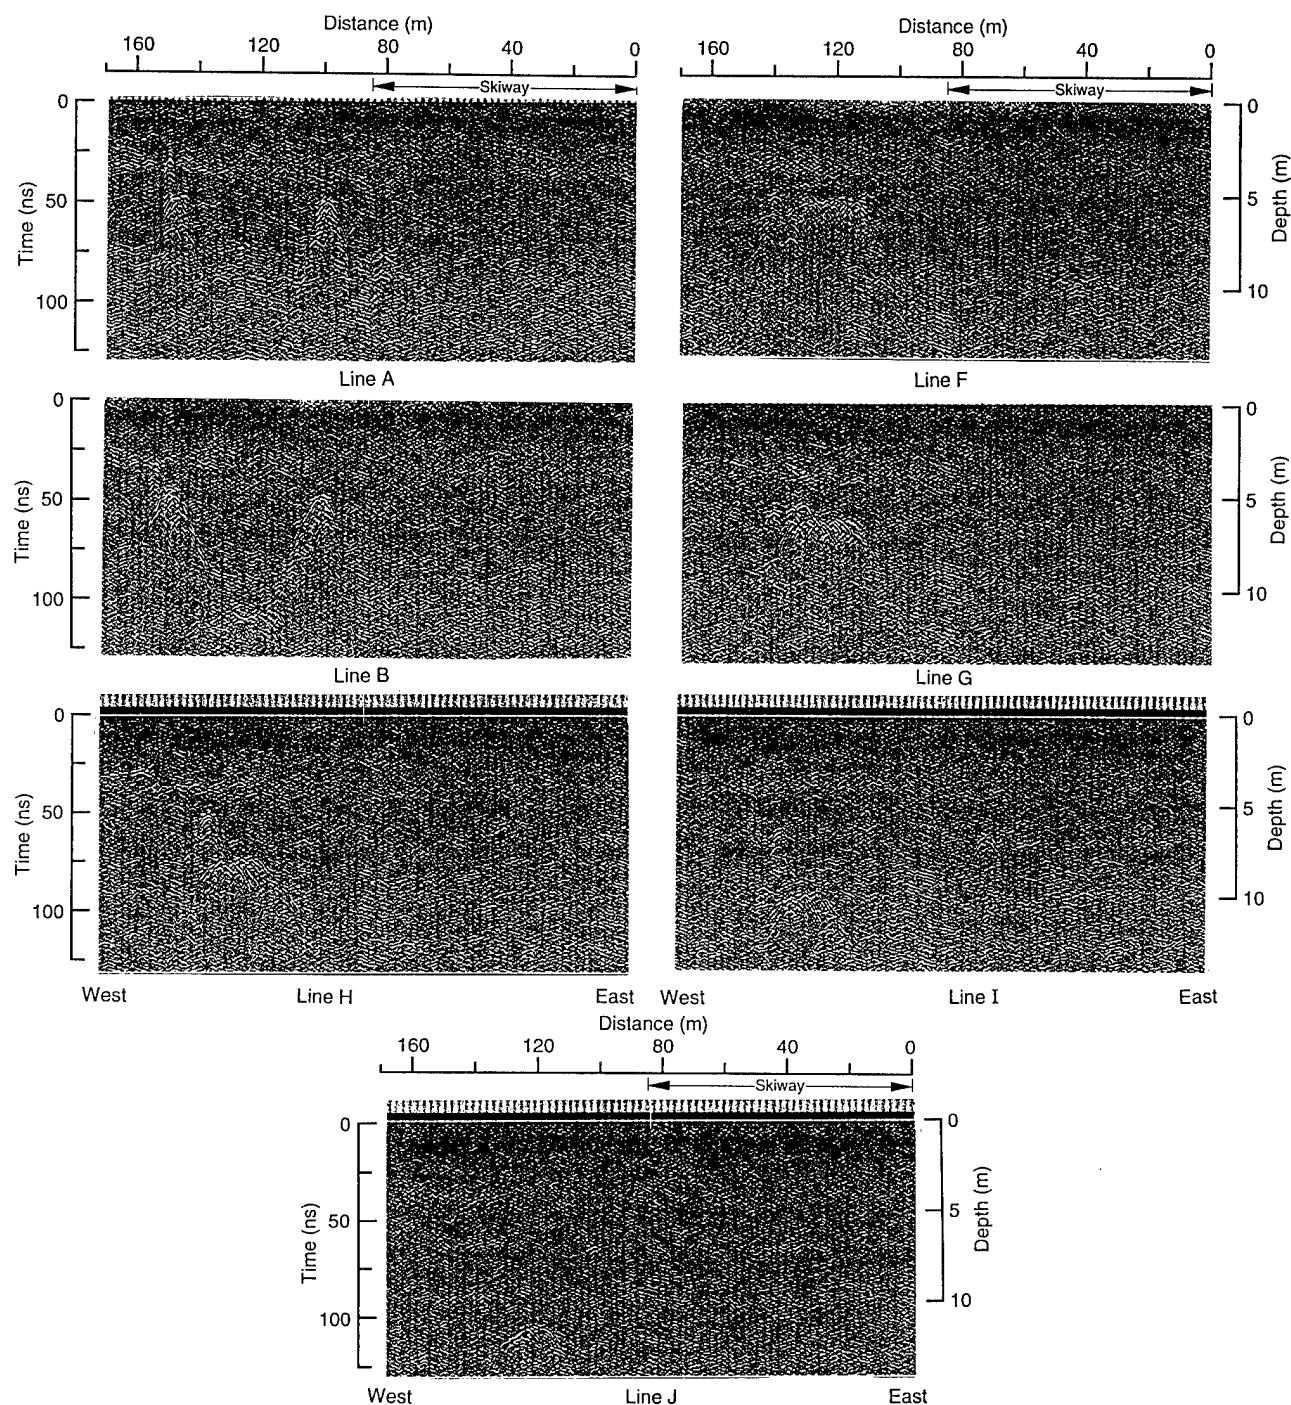 Distance (m) Distance (m)
160 120 80 40 0 160 120 80 40 0
Skiway Skiway
0 0
Time (ns) 50 5 Depth (m)
100 10
Line A Line F
0 0
Time (ns) 50 5 Depth (m)
100 10
Line B Line G
0 0
Time (ns) 50 5 Depth (m)
100 10
West Line H East West Line I East
Distance (m)
160 120 80 40 0
Skiway
0 0
Time (ns) 50 5 Depth (m)
100 10
West Line J East